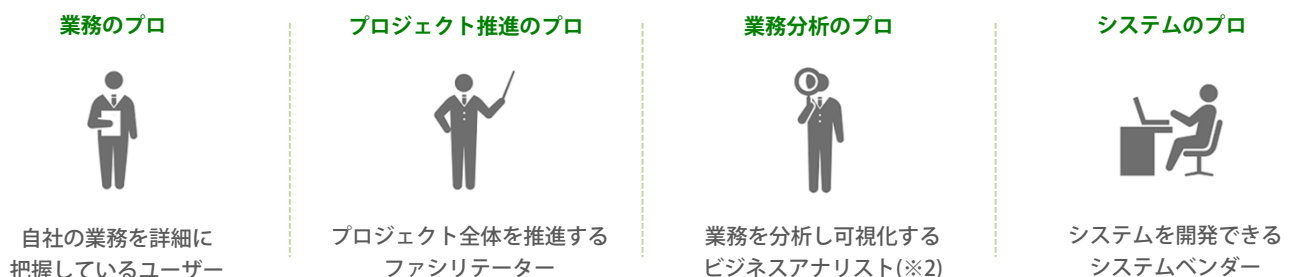 業務のプロ
自社の業務を詳細に
把握しているユーザー
プロジェクト推進のプロ
プロジェクト全体を推進する
ファシリテーター
業務分析のプロ
業務を分析し可視化する
ビジネスアナリスト(※2)
システムのプロ
システムを開発できる
システムベンダー